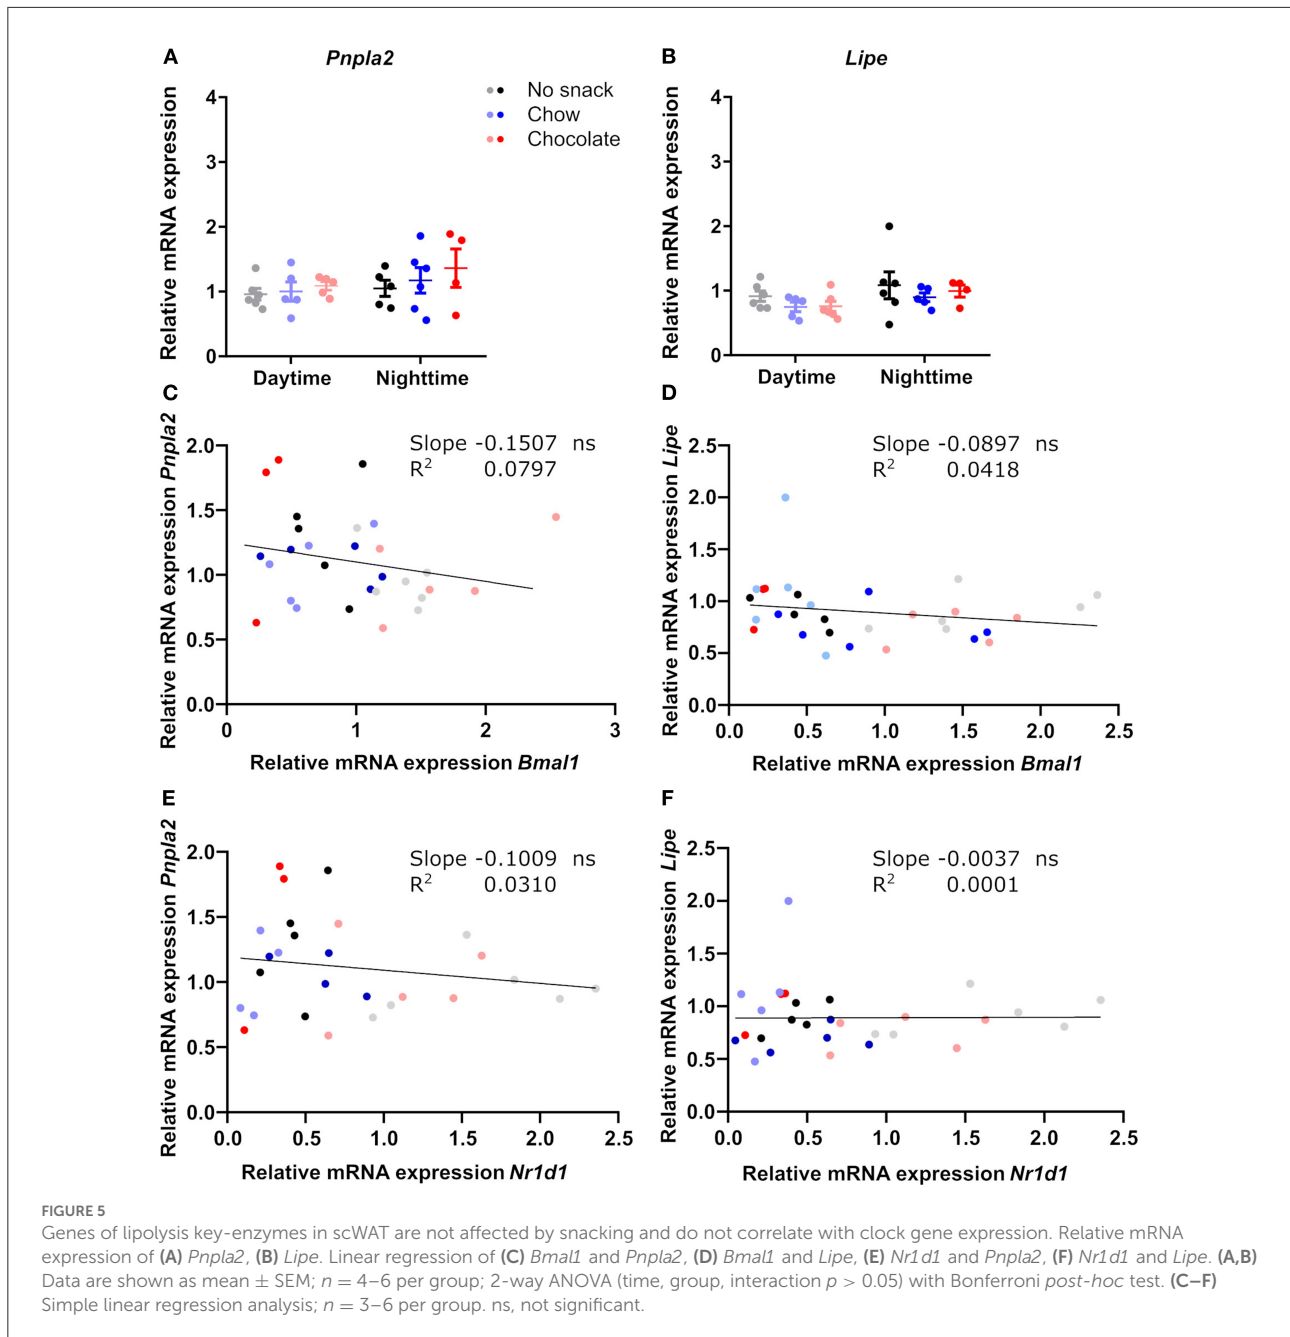 A
Pnpla2
Relative mRNA expression
4
3
2
1
0
Daytime
Nighttime
No snack
Chow
Chocolate
B
Lipe
Relative mRNA expression
4
3
2
1
0
Daytime
Nighttime
C
Relative mRNA expression Pnpla2
2.0
1.5
1.0
0.5
0.0
Slope -0.1507 ns
R² 0.0797
0 1 2 3
Relative mRNA expression Bmal1
D
Relative mRNA expression Lipe
2.5
2.0
1.5
1.0
0.5
0.0
Slope -0.0897 ns
R² 0.0418
0.0 0.5 1.0 1.5 2.0 2.5
Relative mRNA expression Bmal1
E
Relative mRNA expression Pnpla2
2.0
1.5
1.0
0.5
0.0
Slope -0.1009 ns
R² 0.0310
0.0 0.5 1.0 1.5 2.0 2.5
Relative mRNA expression Nr1d1
F
Relative mRNA expression Lipe
2.5
2.0
1.5
1.0
0.5
0.0
Slope -0.0037 ns
R² 0.0001
0.0 0.5 1.0 1.5 2.0 2.5
Relative mRNA expression Nr1d1
FIGURE 5
Genes of lipolysis key-enzymes in scWAT are not affected by snacking and do not correlate with clock gene expression. Relative mRNA
expression of (A) Pnpla2, (B) Lipe. Linear regression of (C) Bmal1 and Pnpla2, (D) Bmal1 and Lipe, (E) Nr1d1 and Pnpla2, (F) Nr1d1 and Lipe. (A,B)
Data are shown as mean ± SEM; n = 4–6 per group; 2-way ANOVA (time, group, interaction p > 0.05) with Bonferroni post-hoc test. (C–F)
Simple linear regression analysis; n = 3–6 per group. ns, not significant.